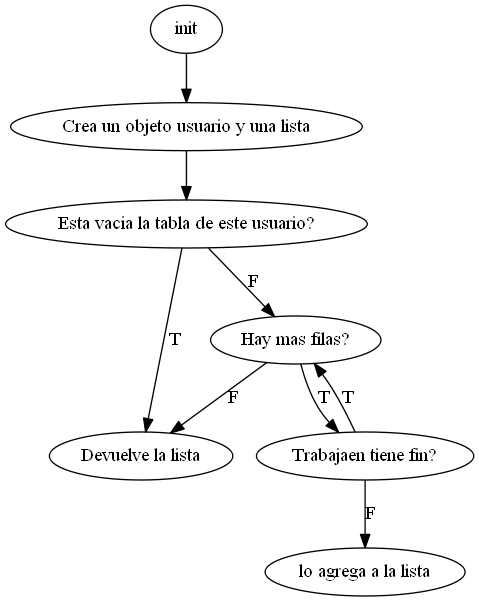 init
Crea un objeto usuario y una lista
Esta vacia la tabla de este usuario?
F
T
Hay mas filas?
F
T
T
Devuelve la lista
Trabajaen tiene fin?
F
lo agrega a la lista